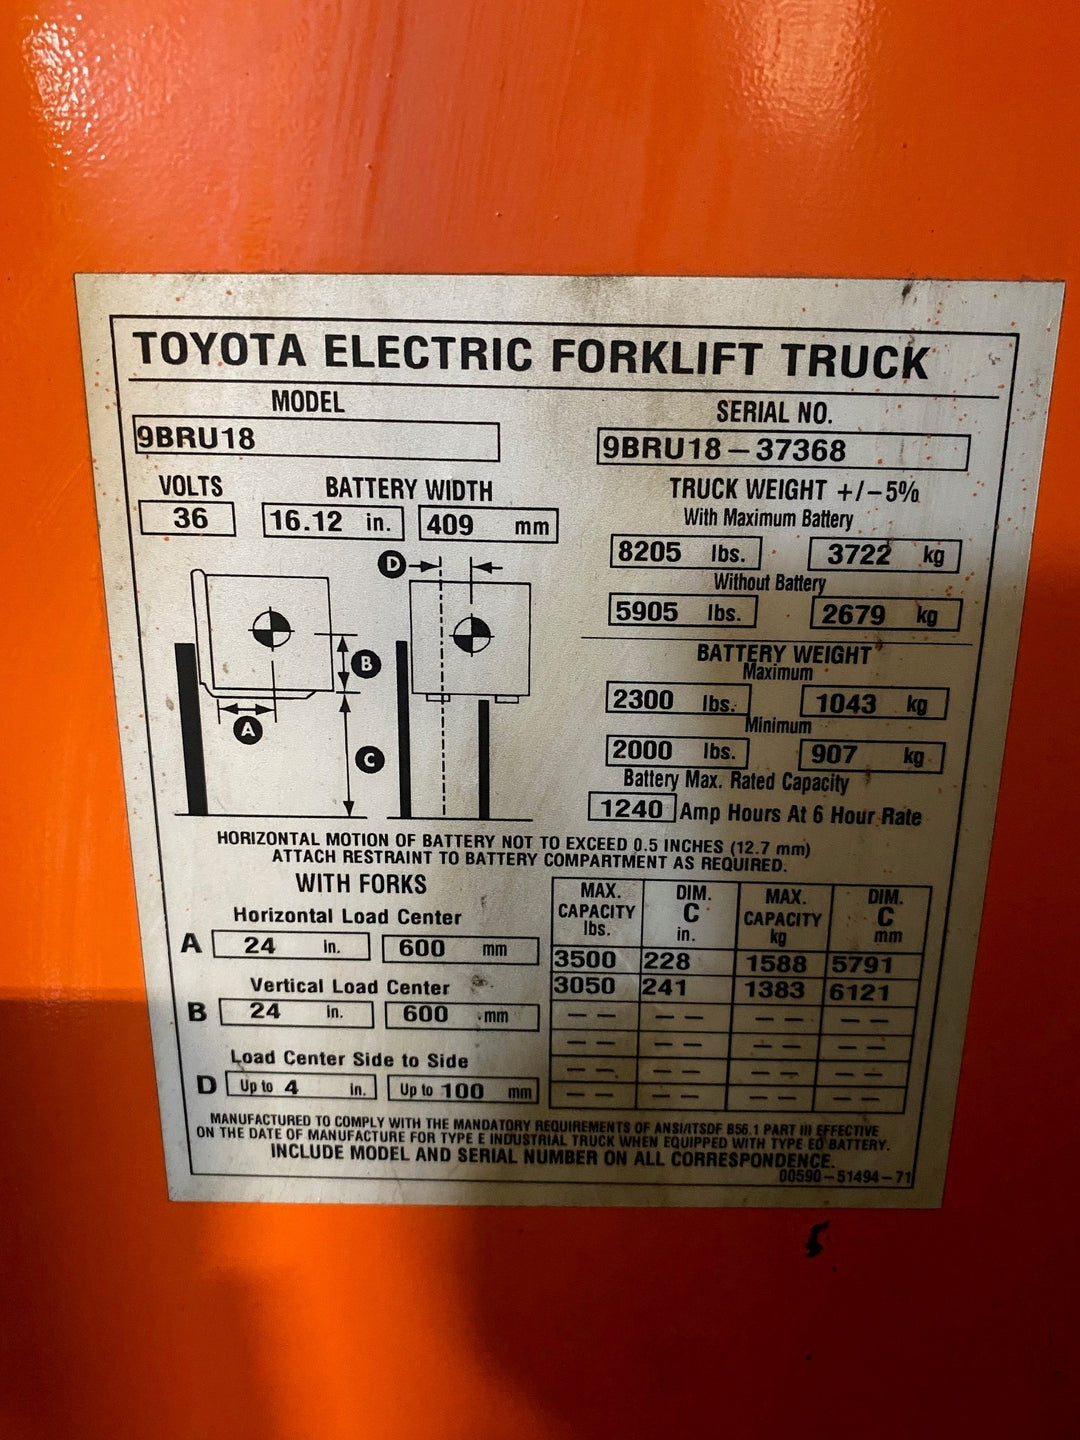 TOYOTA ELECTRIC FORKLIFT TRUCK
MODEL
9BRU18
SERIAL NO.
9BRU18-37368
VOLTS
36
BATTERY WIDTH
16.12 in. 409 mm
TRUCK WEIGHT +/-5%
With Maximum Battery
8205 lbs. 3722 kg
Without Battery
5905 lbs. 2679 kg
BATTERY WEIGHT
Maximum
2300 lbs. 1043 kg
Minimum
2000 lbs. 907 kg
Battery Max. Rated Capacity
1240 Amp Hours At 6 Hour Rate
D
B
A
C
HORIZONTAL MOTION OF BATTERY NOT TO EXCEED 0.5 INCHES (12.7 mm)
ATTACH RESTRAINT TO BATTERY COMPARTMENT AS REQUIRED.
WITH FORKS
Horizontal Load Center
A 24 in. 600 mm
Vertical Load Center
B 24 in. 600 mm
Load Center Side to Side
D Up to 4 in. Up to 100 mm
MAX. CAPACITY lbs. DIM. C in. MAX. CAPACITY kg DIM. C mm
3500 228 1588 5791
3050 241 1383 6121
— — — — — — — —
— — — — — — — —
— — — — — — — —
— — — — — — — —
MANUFACTURED TO COMPLY WITH THE MANDATORY REQUIREMENTS OF ANSI/ITSDF B56.1 PART III EFFECTIVE
ON THE DATE OF MANUFACTURE FOR TYPE E INDUSTRIAL TRUCK WHEN EQUIPPED WITH TYPE EO BATTERY.
INCLUDE MODEL AND SERIAL NUMBER ON ALL CORRESPONDENCE.
00590-51494-71